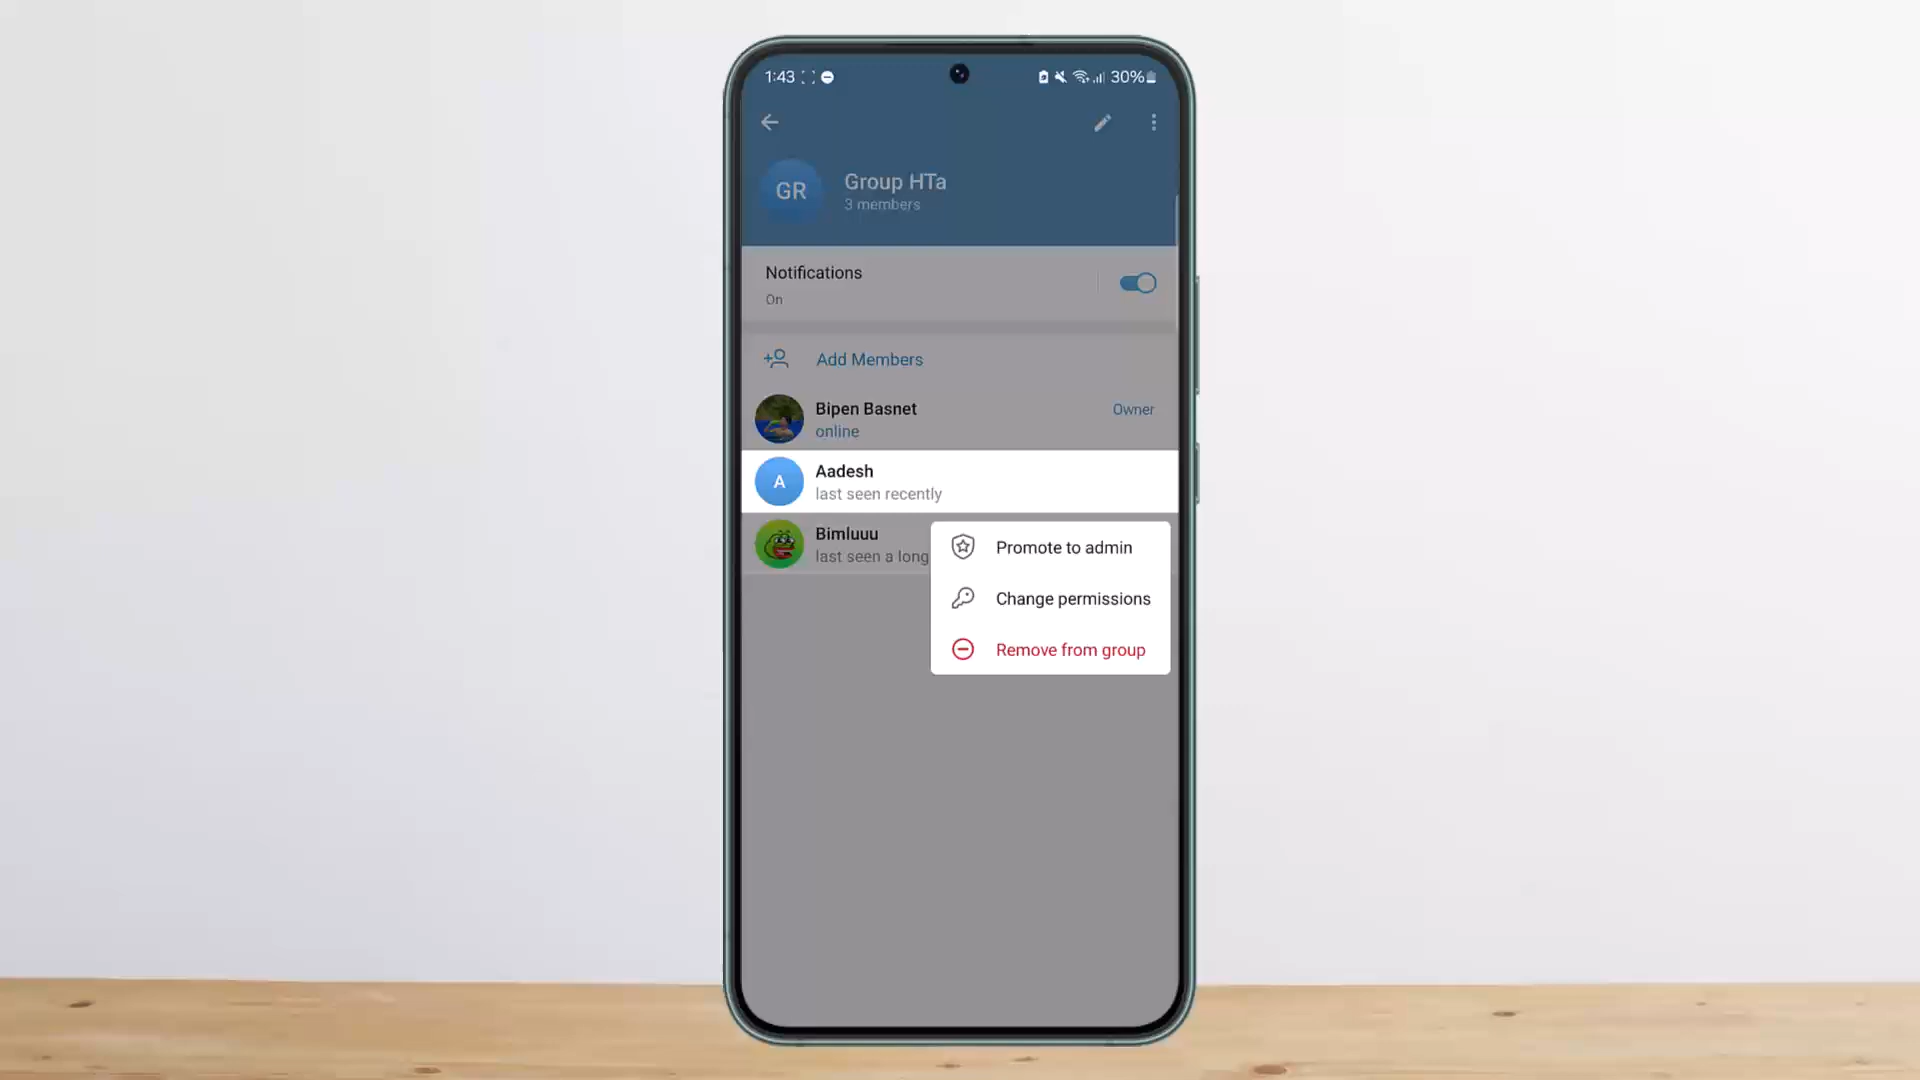 1:43
30%
GR
Group HTa
3 members
Notifications
On
Add Members
Bipen Basnet
Owner
online
Aadesh
A
last seen recently
Bimluuu
last seen a long
Promote to admin
Change permissions
Remove from group